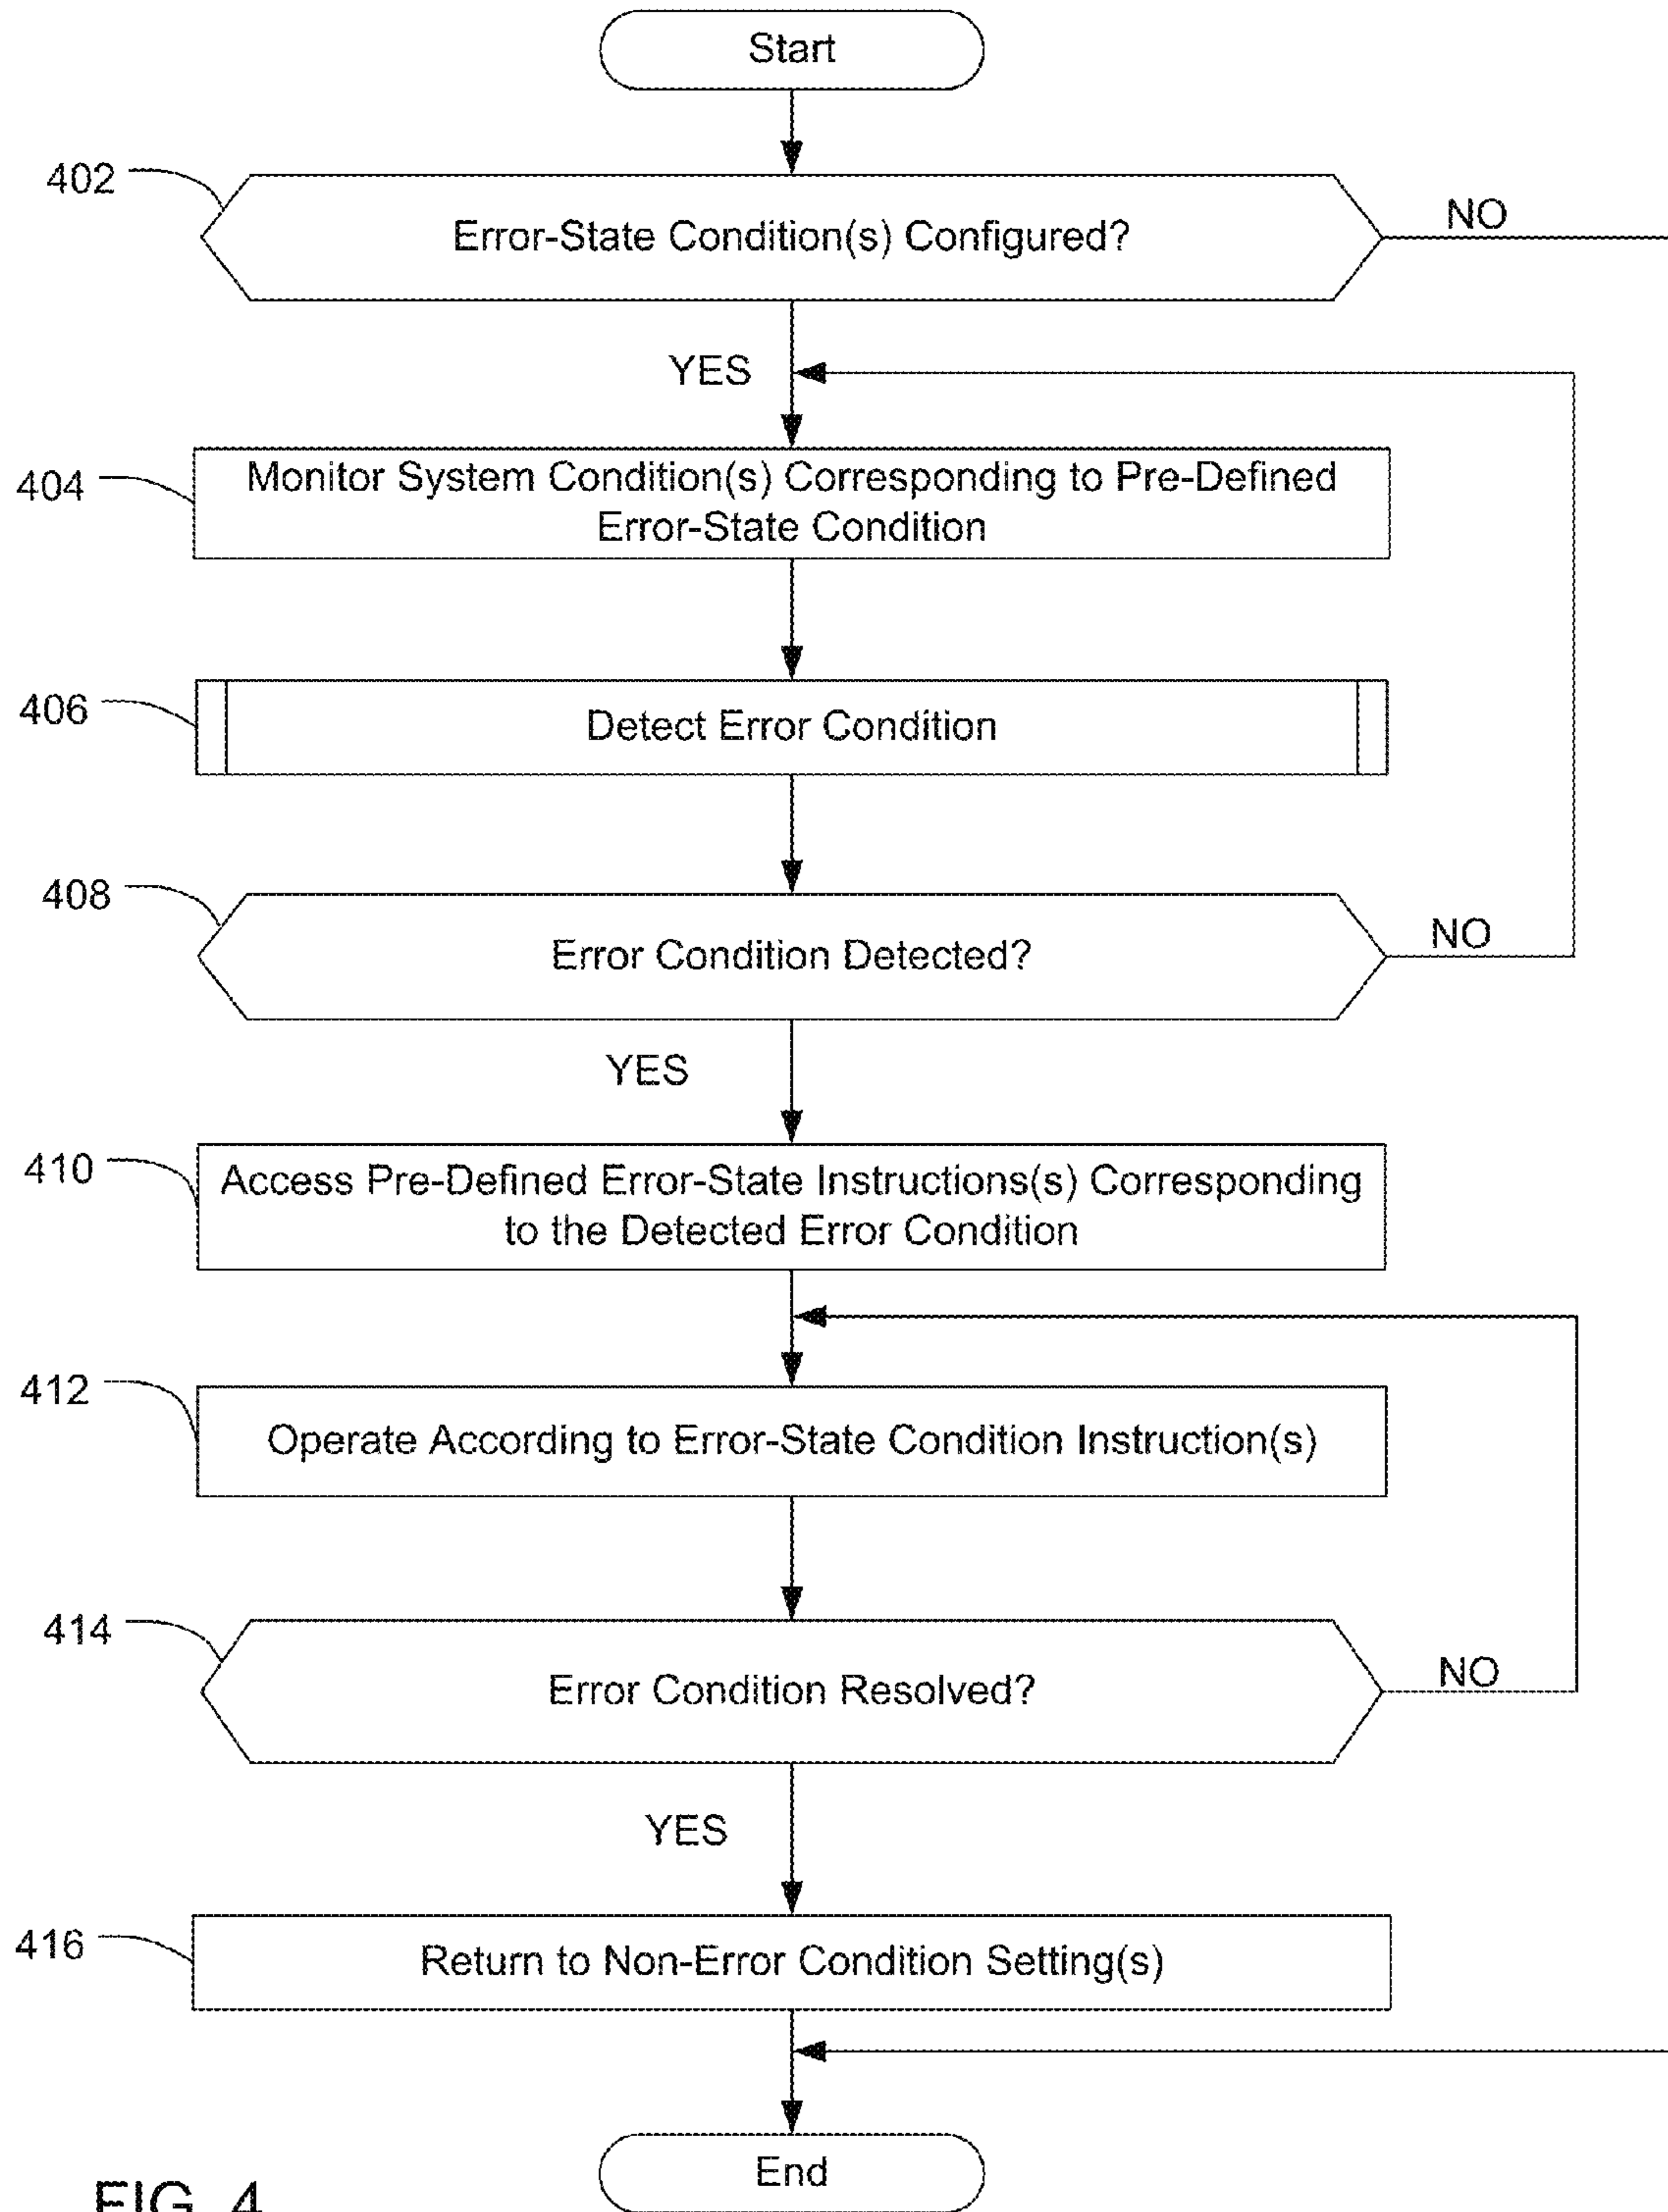 Start
402
Error-State Condition(s) Configured?
NO
YES
404
Monitor System Condition(s) Corresponding to Pre-Defined
Error-State Condition
406
Detect Error Condition
408
Error Condition Detected?
NO
YES
410
Access Pre-Defined Error-State Instructions(s) Corresponding
to the Detected Error Condition
412
Operate According to Error-State Condition Instruction(s)
414
Error Condition Resolved?
NO
YES
416
Return to Non-Error Condition Setting(s)
End
FIG. 4